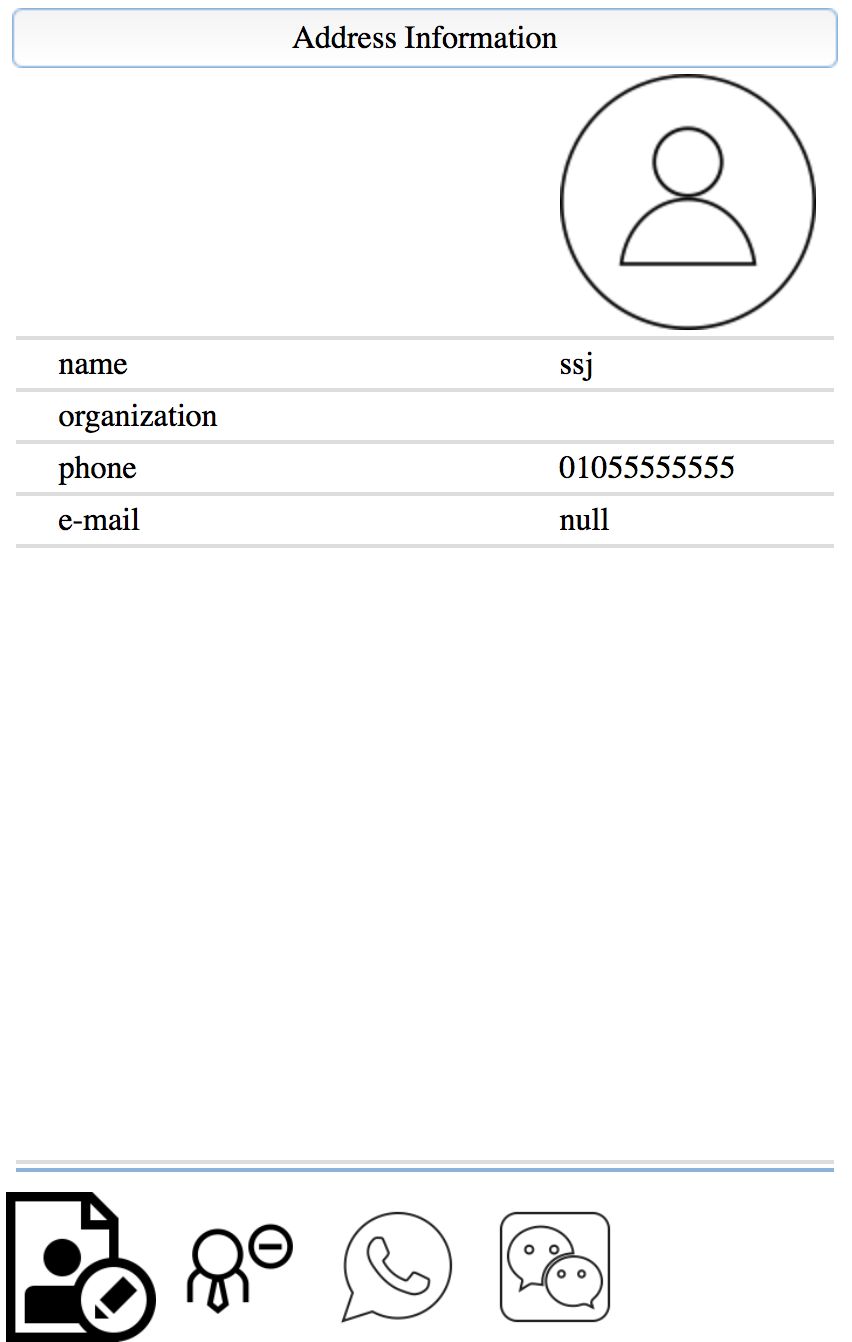 Address Information
name ssj
organization
phone 01055555555
e-mail null